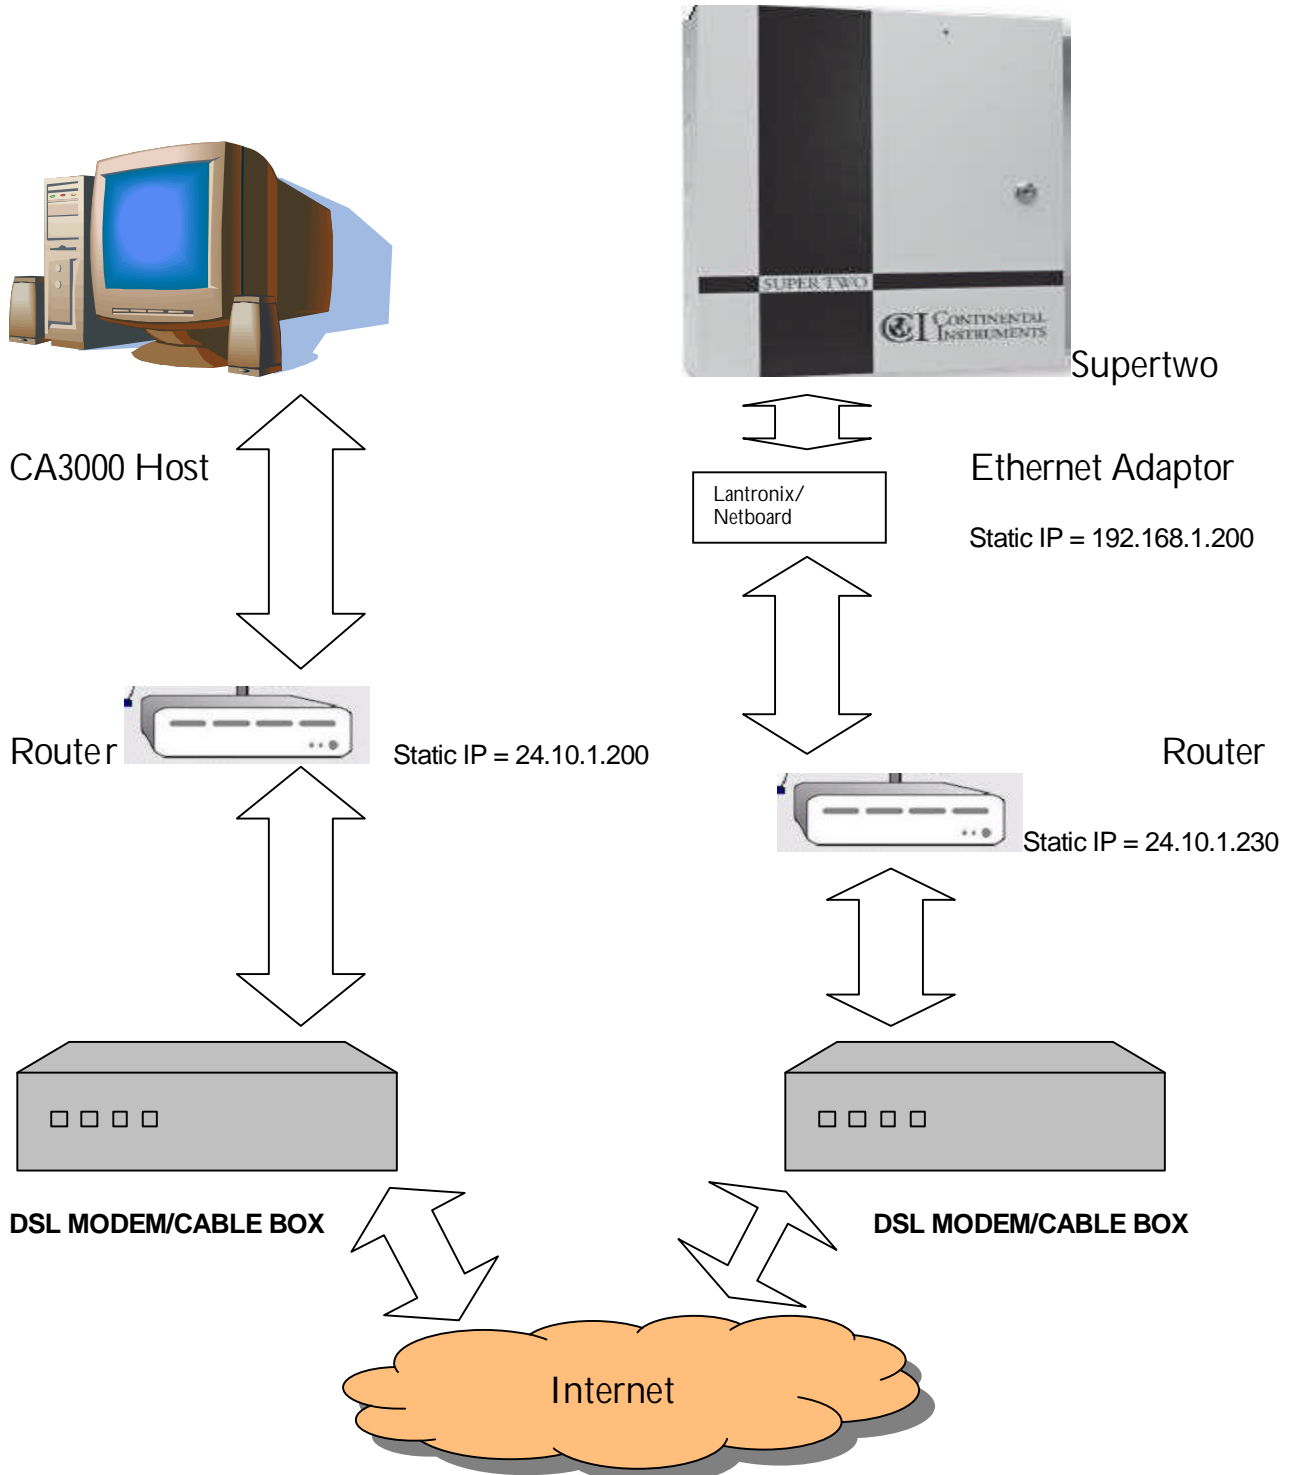 SUPER TWO
CI CONTINENTAL
INSTRUMENTS
Supertwo
CA3000 Host
Ethernet Adaptor
Lantronix/
Netboard
Static IP = 192.168.1.200
Router
Static IP = 24.10.1.200
Router
Static IP = 24.10.1.230
DSL MODEM/CABLE BOX
DSL MODEM/CABLE BOX
Internet